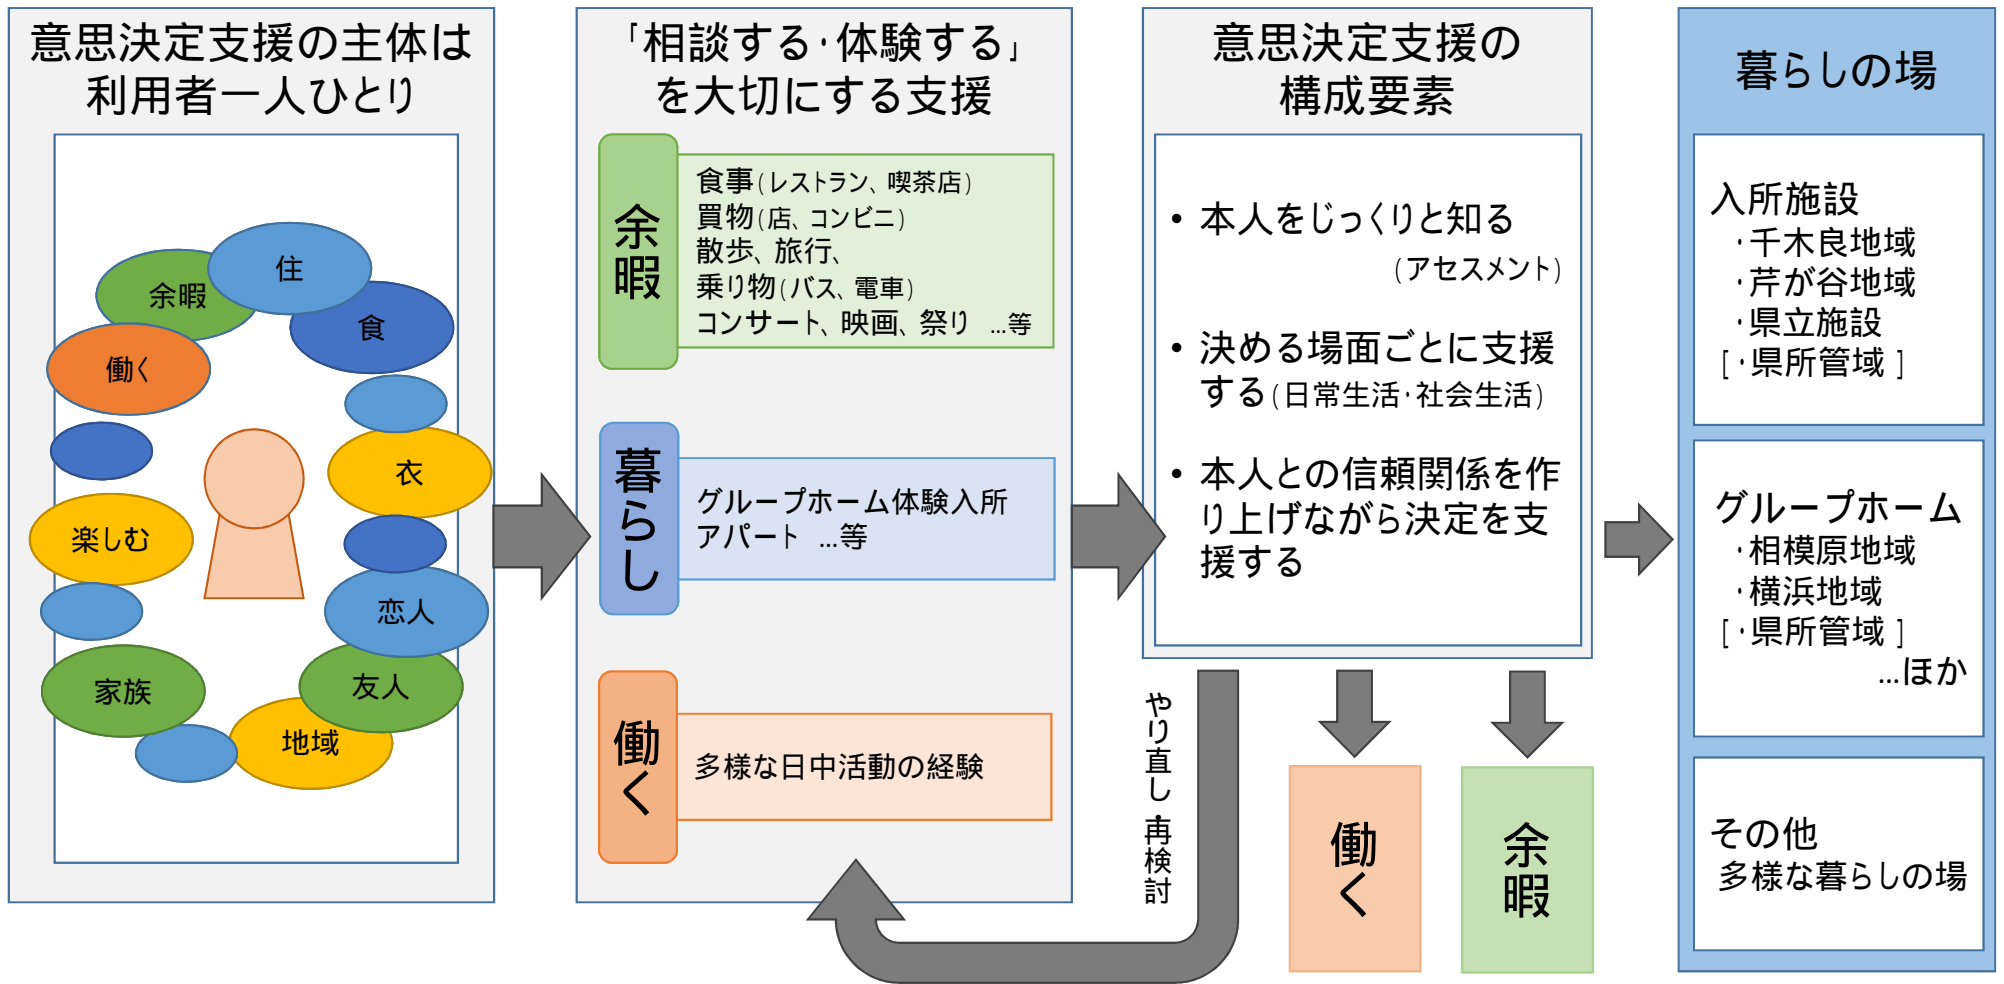 意思決定支援の主体は
利用者一人ひとり
住
余暇
食
働く
衣
楽しむ
恋人
家族
友人
地域
「相談する・体験する」
を大切にする支援
余暇
食事(レストラン、喫茶店)
買物(店、コンビニ)
散歩、旅行、
乗り物(バス、電車)
コンサート、映画、祭り …等
暮らし
グループホーム体験入所
アパート …等
働く
多様な日中活動の経験
意思決定支援の
構成要素
• 本人をじっくりと知る
(アセスメント)
• 決める場面ごとに支援
する(日常生活・社会生活)
• 本人との信頼関係を作
り上げながら決定を支
援する
やり直し・再検討
働く
余暇
暮らしの場
入所施設
・千木良地域
・芹が谷地域
・県立施設
[・県所管域 ]
グループホーム
・相模原地域
・横浜地域
[・県所管域 ]
…ほか
その他
多様な暮らしの場